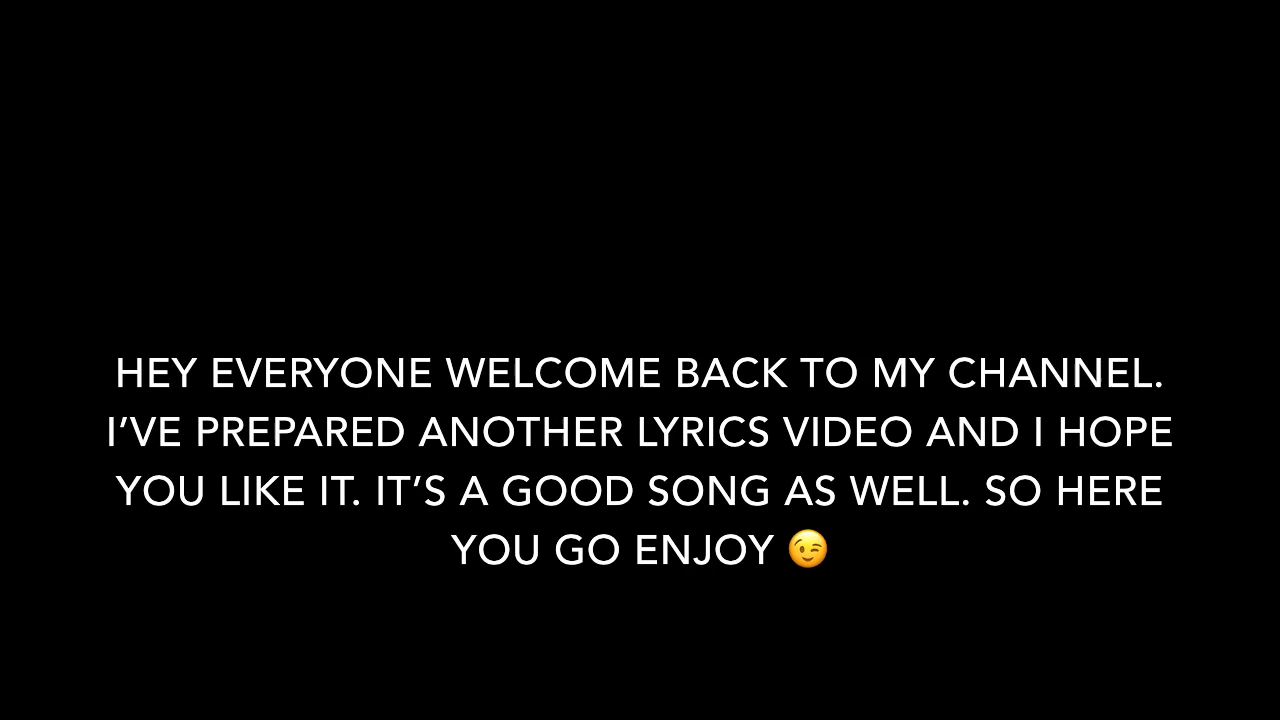 HEY EVERYONE WELCOME BACK TO MY CHANNEL.
I’VE PREPARED ANOTHER LYRICS VIDEO AND I HOPE
YOU LIKE IT. IT’S A GOOD SONG AS WELL. SO HERE
YOU GO ENJOY 😉